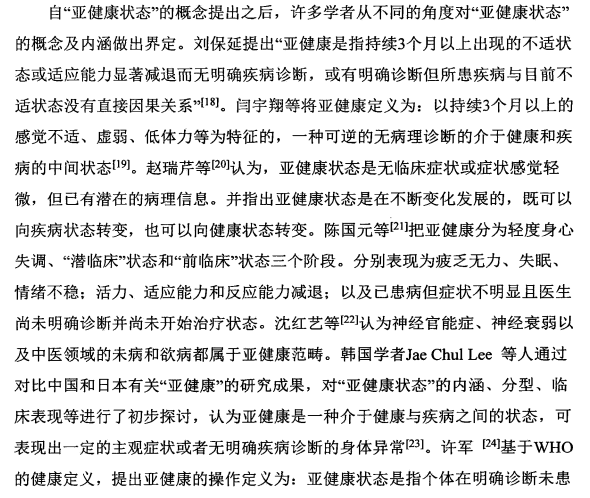 自“亚健康状态”的概念提出之后，许多学者从不同的角度对“亚健康状态”
的概念及内涵做出界定。刘保延提出“亚健康是指持续3个月以上出现的不适状
态或适应能力显著减退而无明确疾病诊断，或有明确诊断但所患疾病与目前不
适状态没有直接因果关系”[18]。闫宇翔等将亚健康定义为：以持续3个月以上的
感觉不适、虚弱、低体力等为特征的，一种可逆的无病理诊断的介于健康和疾
病的中间状态[19]。赵瑞芹等[20]认为，亚健康状态是无临床症状或症状感觉轻
微，但已有潜在的病理信息。并指出亚健康状态是在不断变化发展的，既可以
向疾病状态转变，也可以向健康状态转变。陈国元等[21]把亚健康分为轻度身心
失调、“潜临床”状态和“前临床”状态三个阶段。分别表现为疲乏无力、失眠、
情绪不稳；活力、适应能力和反应能力减退；以及已患病但症状不明显且医生
尚未明确诊断并尚未开始治疗状态。沈红艺等[22]认为神经官能症、神经衰弱以
及中医领域的未病和欲病都属于亚健康范畴。韩国学者Jae Chul Lee 等人通过
对比中国和日本有关“亚健康”的研究成果，对“亚健康状态”的内涵、分型、临
床表现等进行了初步探讨，认为亚健康是一种介于健康与疾病之间的状态，可
表现出一定的主观症状或者无明确疾病诊断的身体异常[23]。许军 [24]基于WHO
的健康定义，提出亚健康的操作定义为：亚健康状态是指个体在明确诊断未患